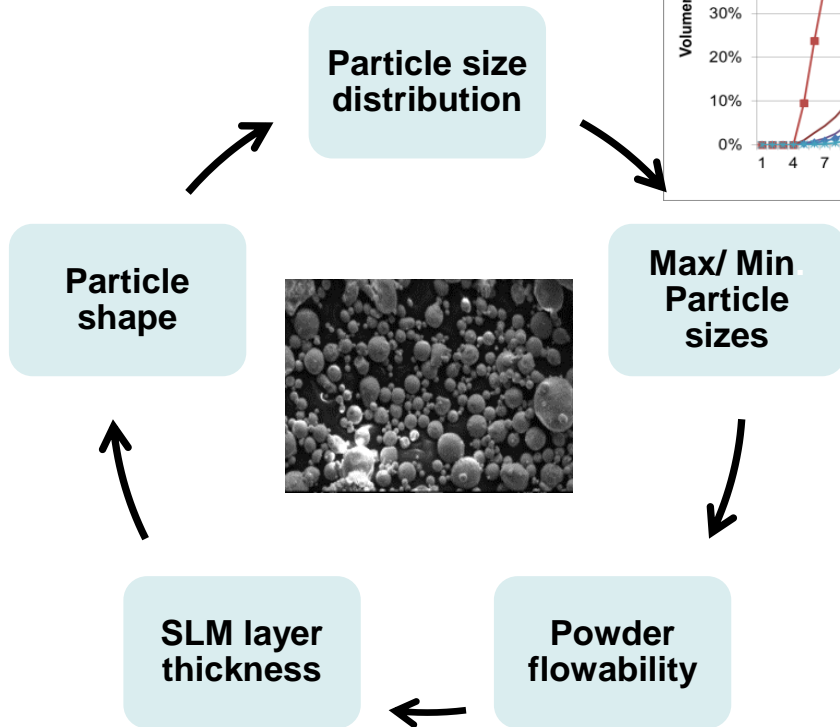 Particle size
distribution
Volume
30%
20%
10%
0%
1 4 7
Particle
shape
Max/ Min.
Particle
sizes
SLM layer
thickness
Powder
flowability